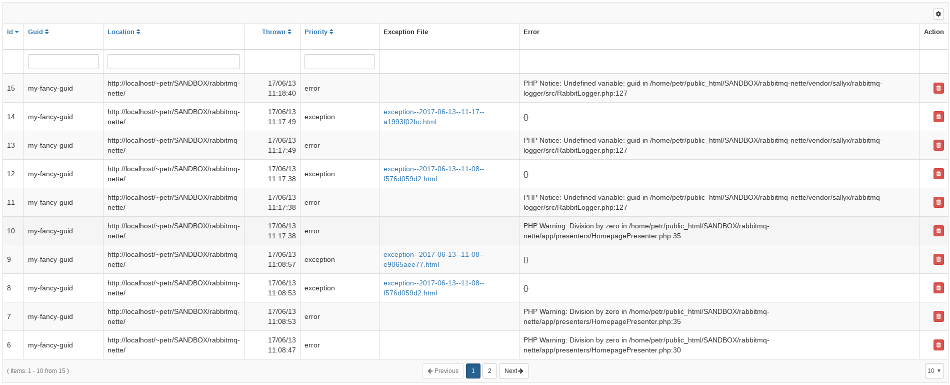 Id Guid Location Thrown Priority Exception File Error Action
15 my-fancy-guid http://localhost/~petr/SANDBOX/rabbitmq- 17/06/13 error PHP Notice: Undefined variable: guid in /home/petr/public_html/SANDBOX/rabbitmq-nette/vendor/sallyx/rabbitmq-
nette/ 11:18:40 logger/src/RabbitLogger.php:127
14 my-fancy-guid http://localhost/~petr/SANDBOX/rabbitmq- 17/06/13 exception exception--2017-06-13--11-17-- {}
nette/ 11:17:49 a1993f02bc.html
13 my-fancy-guid http://localhost/~petr/SANDBOX/rabbitmq- 17/06/13 error PHP Notice: Undefined variable: guid in /home/petr/public_html/SANDBOX/rabbitmq-nette/vendor/sallyx/rabbitmq-
nette/ 11:17:49 logger/src/RabbitLogger.php:127
12 my-fancy-guid http://localhost/~petr/SANDBOX/rabbitmq- 17/06/13 exception exception--2017-06-13--11-08-- {}
nette/ 11:17:38 f576d059d2.html
11 my-fancy-guid http://localhost/~petr/SANDBOX/rabbitmq- 17/06/13 error PHP Notice: Undefined variable: guid in /home/petr/public_html/SANDBOX/rabbitmq-nette/vendor/sallyx/rabbitmq-
nette/ 11:17:38 logger/src/RabbitLogger.php:127
10 my-fancy-guid http://localhost/~petr/SANDBOX/rabbitmq- 17/06/13 error PHP Warning: Division by zero in /home/petr/public_html/SANDBOX/rabbitmq-
nette/ 11:17:38 nette/app/presenters/HomepagePresenter.php:35
9 my-fancy-guid http://localhost/~petr/SANDBOX/rabbitmq- 17/06/13 exception exception--2017-06-13--11-08-- {}
nette/ 11:08:57 e9065aee77.html
8 my-fancy-guid http://localhost/~petr/SANDBOX/rabbitmq- 17/06/13 exception exception--2017-06-13--11-08-- {}
nette/ 11:08:53 f576d059d2.html
7 my-fancy-guid http://localhost/~petr/SANDBOX/rabbitmq- 17/06/13 error PHP Warning: Division by zero in /home/petr/public_html/SANDBOX/rabbitmq-
nette/ 11:08:53 nette/app/presenters/HomepagePresenter.php:35
6 my-fancy-guid http://localhost/~petr/SANDBOX/rabbitmq- 17/06/13 error PHP Warning: Division by zero in /home/petr/public_html/SANDBOX/rabbitmq-
nette/ 11:08:47 nette/app/presenters/HomepagePresenter.php:30
( Items: 1 - 10 from 15 ) Previous 1 2 Next 10